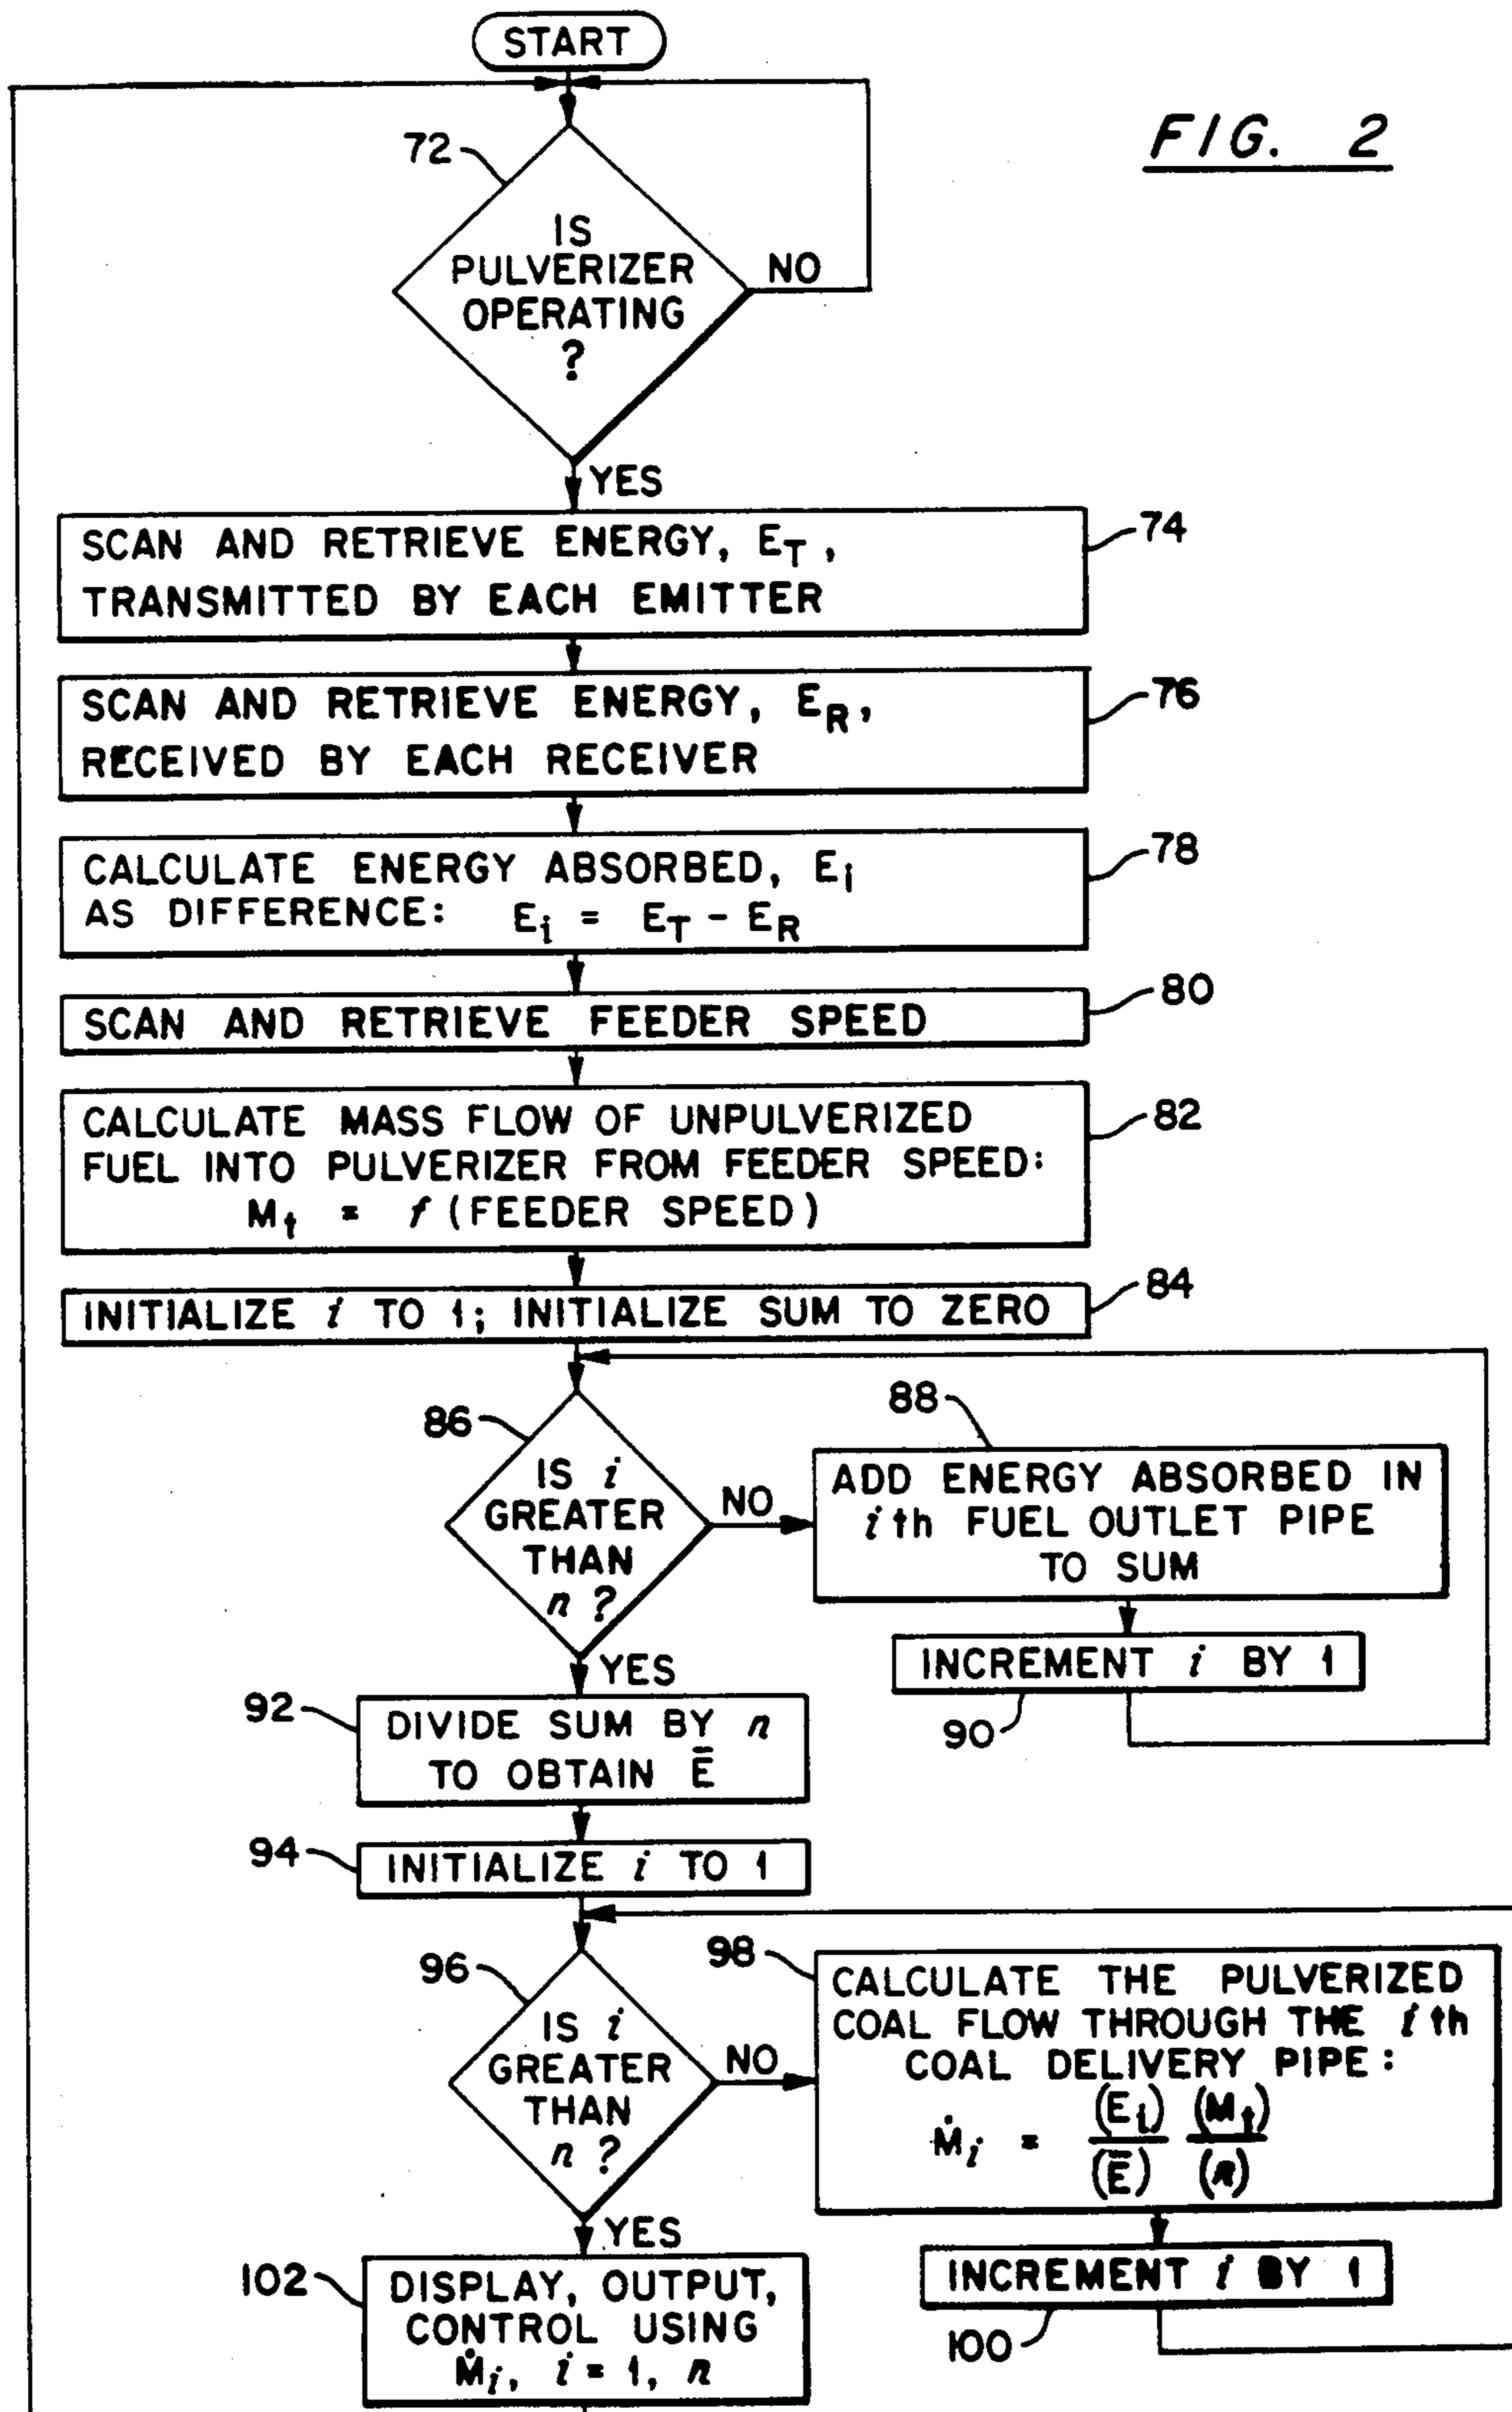 START
FIG. 2
72
IS
PULVERIZER
OPERATING
?
NO
YES
74
SCAN AND RETRIEVE ENERGY, E_T ,
TRANSMITTED BY EACH EMITTER
76
SCAN AND RETRIEVE ENERGY, E_R,
RECEIVED BY EACH RECEIVER
78
CALCULATE ENERGY ABSORBED, E_i
AS DIFFERENCE: E_i = E_T - E_R
80
SCAN AND RETRIEVE FEEDER SPEED
82
CALCULATE MASS FLOW OF UNPULVERIZED
FUEL INTO PULVERIZER FROM FEEDER SPEED:
M_t = f (FEEDER SPEED)
84
INITIALIZE i TO 1; INITIALIZE SUM TO ZERO
86
IS i
GREATER
THAN
n ?
NO
88
ADD ENERGY ABSORBED IN
i th FUEL OUTLET PIPE
TO SUM
INCREMENT i BY 1
90
YES
92
DIVIDE SUM BY n
TO OBTAIN Ē
94
INITIALIZE i TO 1
96
IS i
GREATER
THAN
n ?
NO
98
CALCULATE THE PULVERIZED
COAL FLOW THROUGH THE i th
COAL DELIVERY PIPE:
Ṁ_i = (E_i)/(Ē) (M_t)/(n)
INCREMENT i BY 1
100
YES
102
DISPLAY, OUTPUT,
CONTROL USING
Ṁ_i, i = 1, n